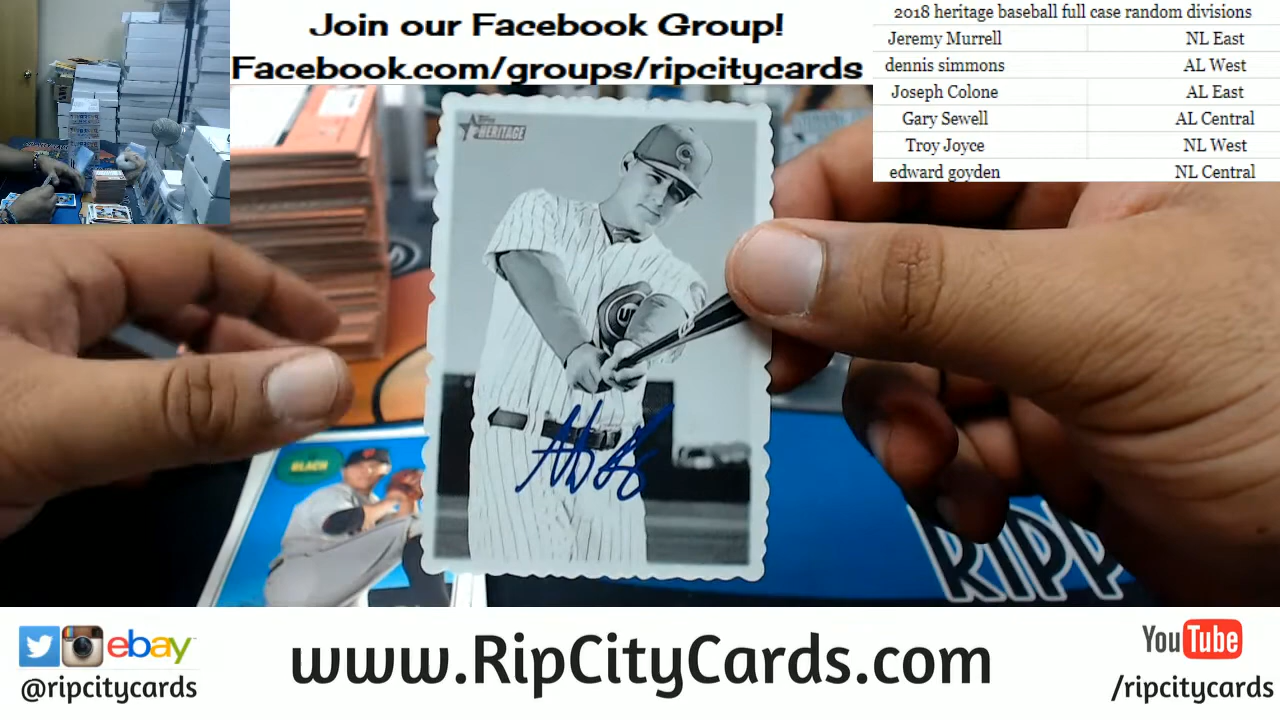 Join our Facebook Group!
Facebook.com/groups/ripcitycards
2018 heritage baseball full case random divisions
Jeremy Murrell NL East
dennis simmons AL West
Joseph Colone AL East
Gary Sewell AL Central
Troy Joyce NL West
edward goyden NL Central
HERITAGE
BLACH
RIPP
ebay
@ripcitycards
www.RipCityCards.com
YouTube
/ripcitycards